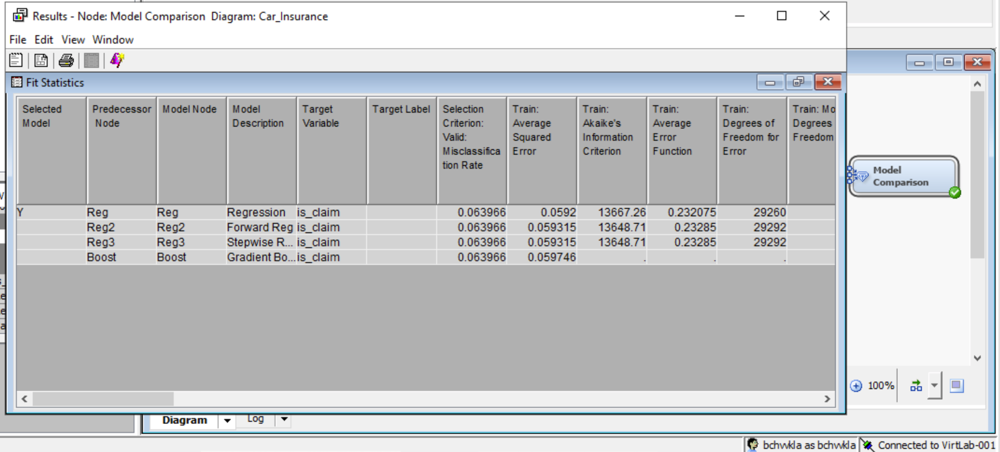 Results - Node: Model Comparison Diagram: Car_Insurance
File Edit View Window
Fit Statistics
Selected Model Predecessor Node Model Node Model Description Target Variable Target Label Selection Criterion: Valid: Misclassification Rate Train: Average Squared Error Train: Akaike's Information Criterion Train: Average Error Function Train: Degrees of Freedom for Error Train: Mo Degrees Freedom
Y Reg Reg Regression is_claim 0.063966 0.0592 13667.26 0.232075 29260
Reg2 Reg2 Forward Reg is_claim 0.063966 0.059315 13648.71 0.23285 29292
Reg3 Reg3 Stepwise R... is_claim 0.063966 0.059315 13648.71 0.23285 29292
Boost Boost Gradient Bo... is_claim 0.063966 0.059746 . . .
Model
Comparison
100%
Diagram Log
bchvvkla as bchvvkla Connected to VirtLab-001